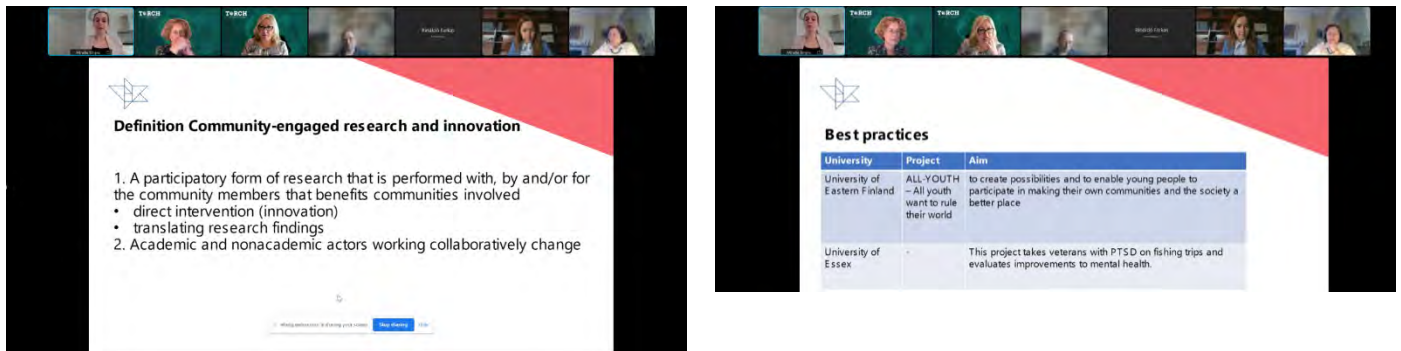 TORCH
TORCH
Definition Community-engaged research and innovation
1. A participatory form of research that is performed with, by and/or for
the community members that benefits communities involved
• direct intervention (innovation)
• translating research findings
2. Academic and nonacademic actors working collaboratively change
Stop sharing
Hide
TORCH
TORCH
Best practices
University Project Aim
University of Eastern Finland
ALL-YOUTH – All youth want to rule their world
to create possibilities and to enable young people to
participate in making their own communities and the society a
better place
University of Essex
-
This project takes veterans with PTSD on fishing trips and
evaluates improvements to mental health.